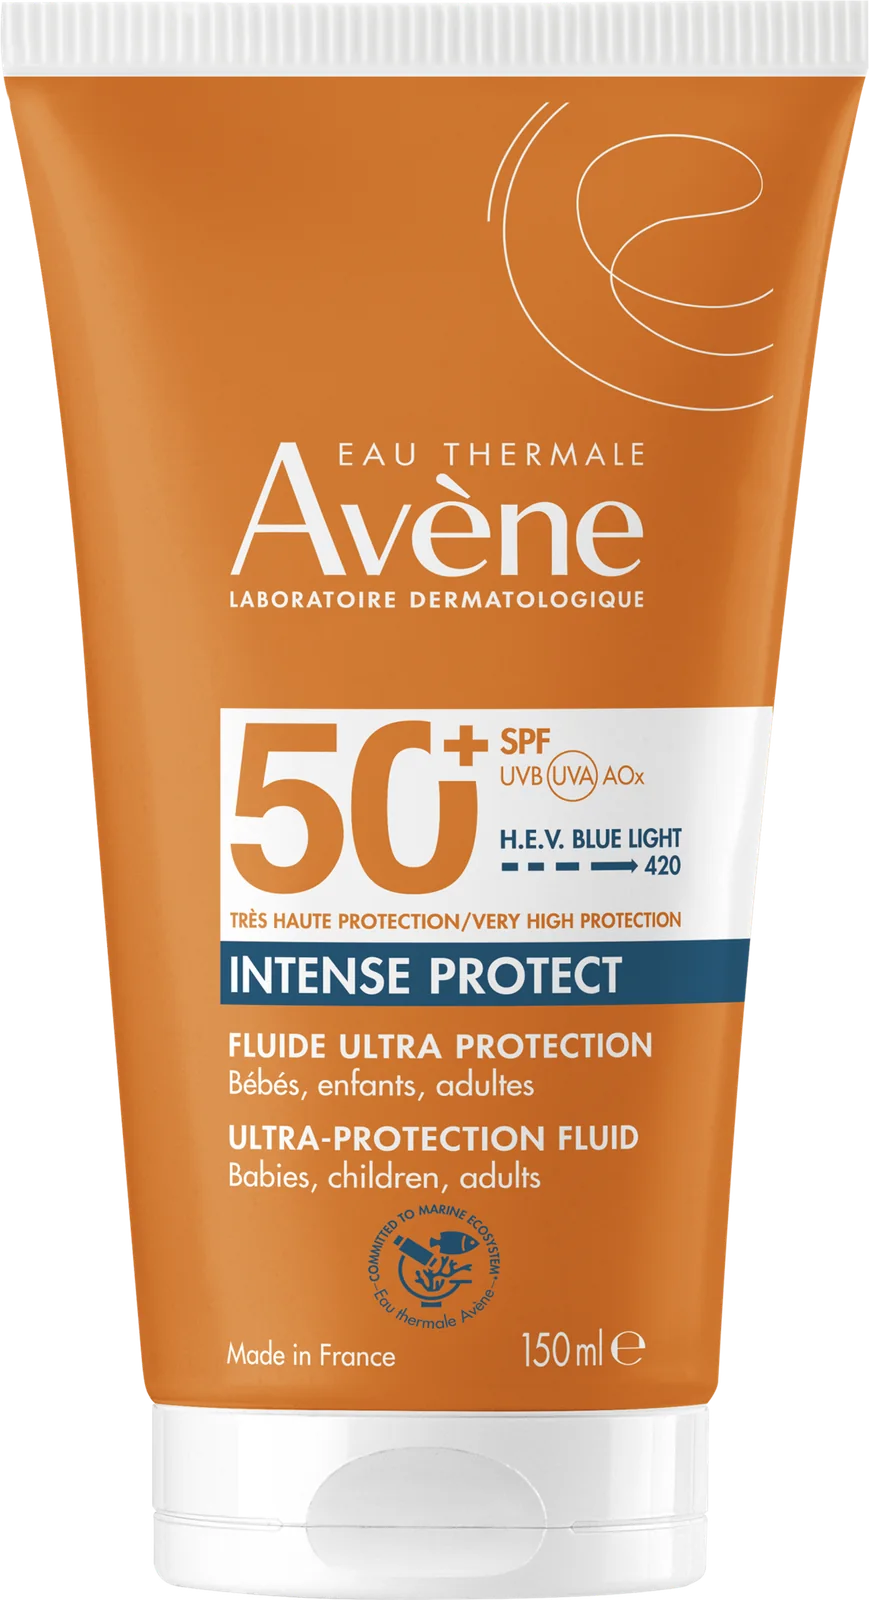 EAU THERMALE
Avène
LABORATOIRE DERMATOLOGIQUE
50+
SPF
UVB UVA AOx
H.E.V. BLUE LIGHT
420
TRÈS HAUTE PROTECTION/VERY HIGH PROTECTION
INTENSE PROTECT
FLUIDE ULTRA PROTECTION
Bébés, enfants, adultes
ULTRA-PROTECTION FLUID
Babies, children, adults
COMMITTED TO MARINE ECOSYSTEM
Eau thermale Avène
Made in France
150 ml ℮